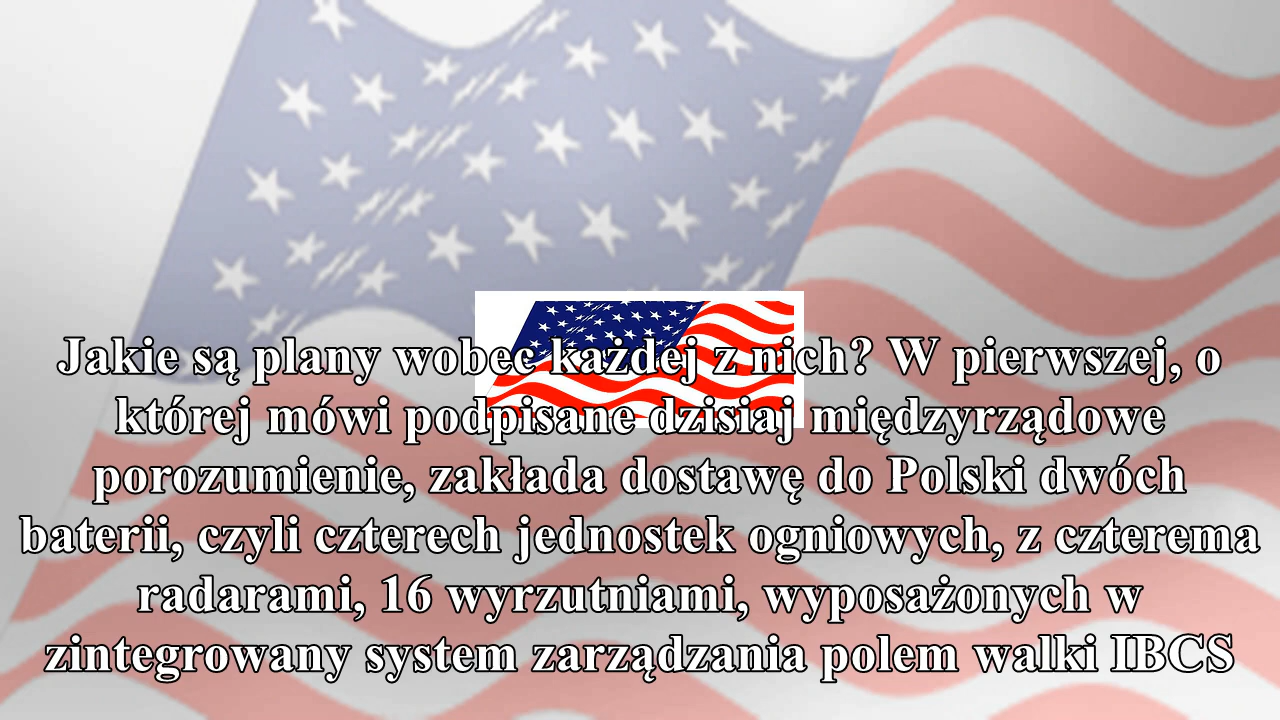 Jakie są plany wobec każdej z nich? W pierwszej, o
której mówi podpisane dzisiaj międzyrządowe
porozumienie, zakłada dostawę do Polski dwóch
baterii, czyli czterech jednostek ogniowych, z czterema
radarami, 16 wyrzutniami, wyposażonych w
zintegrowany system zarządzania polem walki IBCS